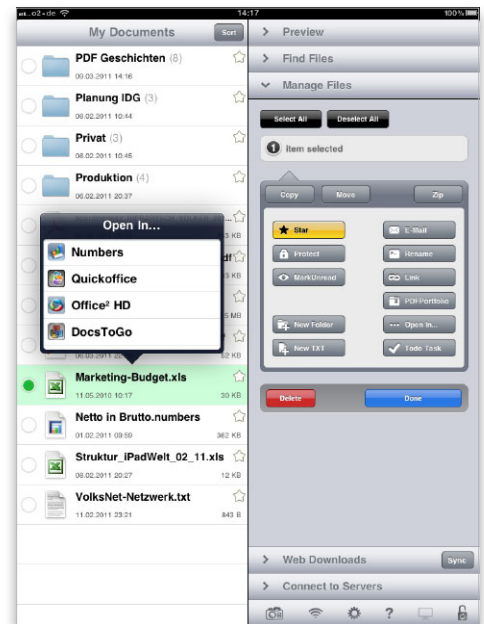 o2-de
14:17
100%
My Documents
Sort
PDF Geschichten (8)
09.03.2011 14:16
Planung IDG (3)
08.02.2011 10:44
Privat (3)
08.02.2011 10:45
Produktion (4)
06.02.2011 20:37
Open In...
Numbers
Quickoffice
Office² HD
DocsToGo
Marketing-Budget.xls
11.05.2010 10:17
30 KB
Netto in Brutto.numbers
01.02.2011 09:59
362 KB
Struktur_iPadWelt_02_11.xls
08.02.2011 20:27
12 KB
VolksNet-Netzwerk.txt
11.02.2011 23:21
843 B
Preview
Find Files
Manage Files
Select All
Deselect All
1 item selected
Copy
Move
Zip
Star
E-Mail
Protect
Rename
MarkUnread
Link
PDFPortfolio
New Folder
Open In...
New TXT
Todo Task
Delete
Done
Web Downloads
Sync
Connect to Servers
?